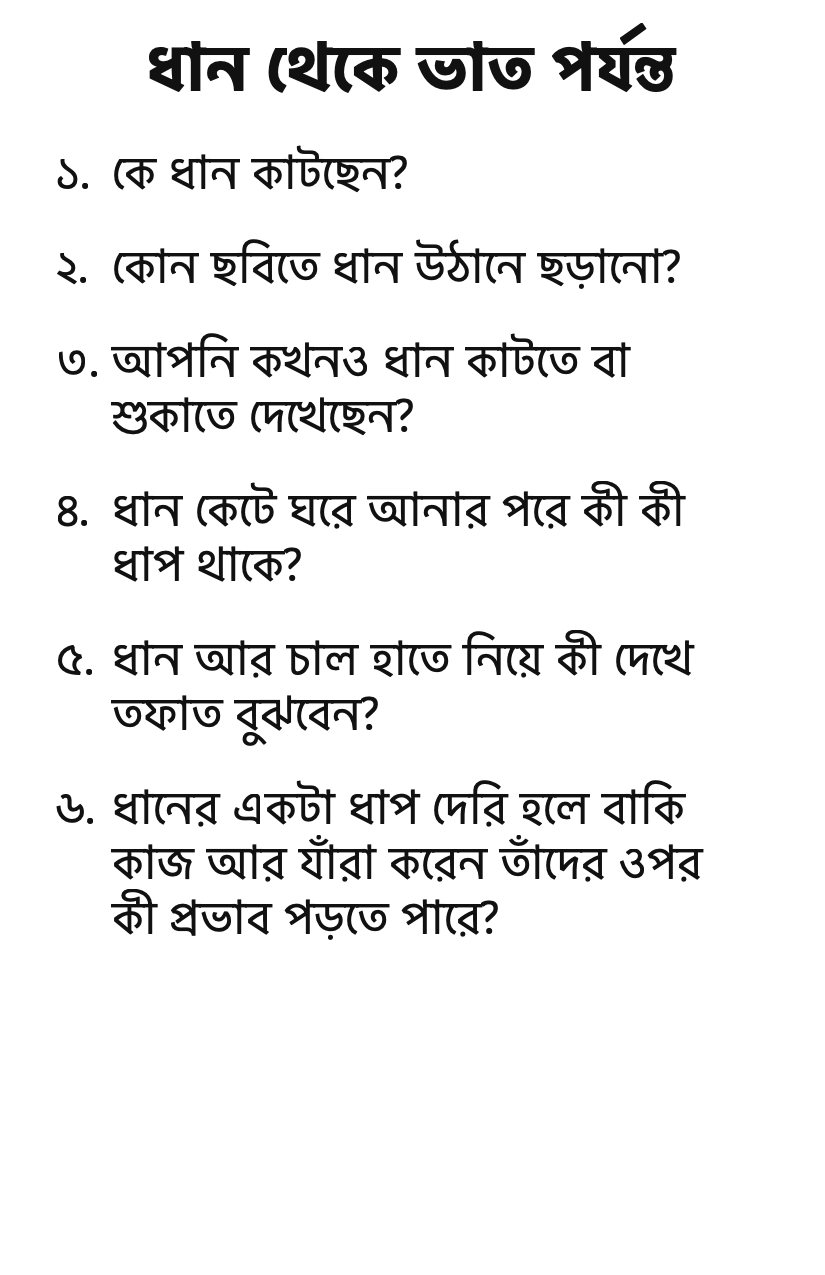 ধান থেকে ভাত পর্যন্ত
১. কে ধান কাটছেন?
২. কোন ছবিতে ধান উঠানে ছড়ানো?
৩. আপনি কখনও ধান কাটতে বা
শুকাতে দেখেছেন?
৪. ধান কেটে ঘরে আনার পরে কী কী
ধাপ থাকে?
৫. ধান আর চাল হাতে নিয়ে কী দেখে
তফাত বুঝবেন?
৬. ধানের একটা ধাপ দেরি হলে বাকি
কাজ আর যাঁরা করেন তাঁদের ওপর
কী প্রভাব পড়তে পারে?